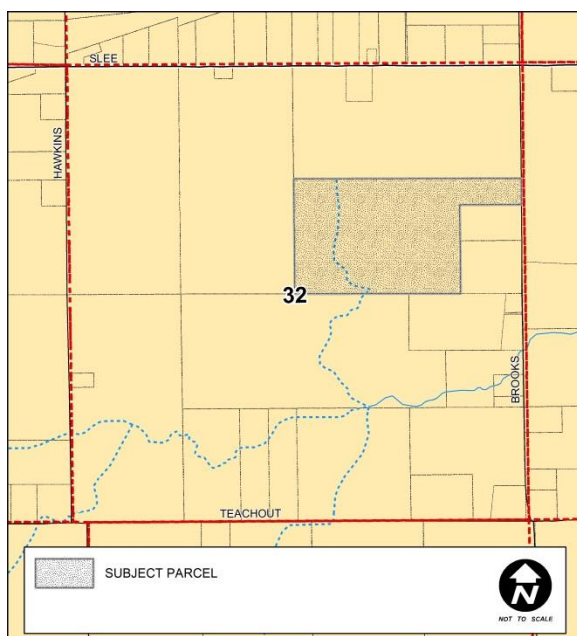 SLEE
HAWKINS
32
BROOKS
TEACHOUT
SUBJECT PARCEL
N
NOT TO SCALE